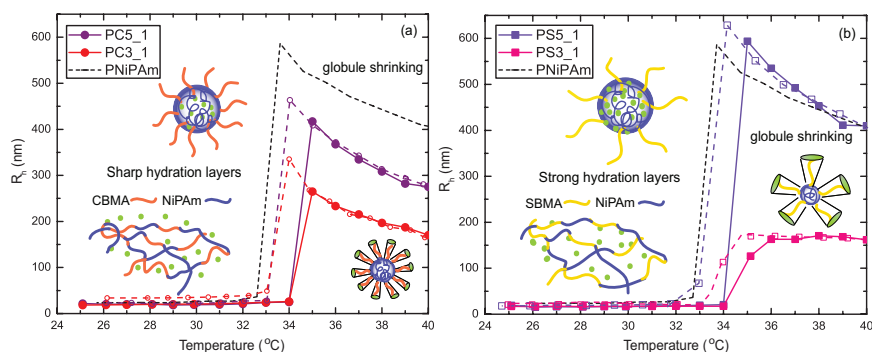 (a)
PC5_1
PC3_1
PNiPAm
globule shrinking
Sharp hydration layers
CBMA NiPAm
R_h (nm)
600
500
400
300
200
100
0
24 26 28 30 32 34 36 38 40
Temperature (°C)
(b)
PS5_1
PS3_1
PNiPAm
globule shrinking
Strong hydration layers
SBMA NiPAm
R_h (nm)
600
500
400
300
200
100
0
24 26 28 30 32 34 36 38 40
Temperature (°C)